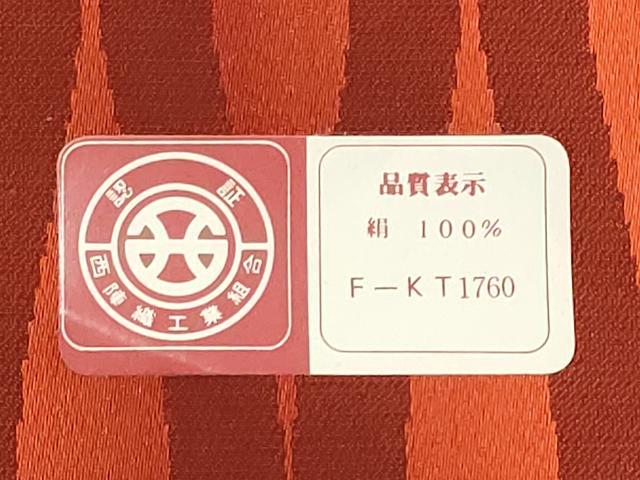 認証
西陣織工業組合
品質表示
絹 100%
F-KT1760